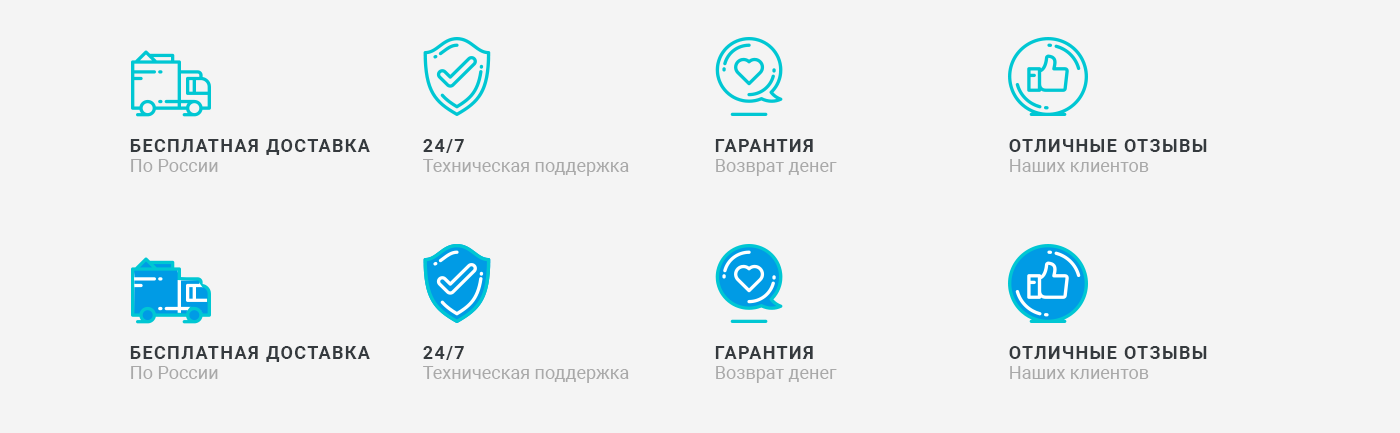 БЕСПЛАТНАЯ ДОСТАВКА
По России
24/7
Техническая поддержка
ГАРАНТИЯ
Возврат денег
ОТЛИЧНЫЕ ОТЗЫВЫ
Наших клиентов
БЕСПЛАТНАЯ ДОСТАВКА
По России
24/7
Техническая поддержка
ГАРАНТИЯ
Возврат денег
ОТЛИЧНЫЕ ОТЗЫВЫ
Наших клиентов